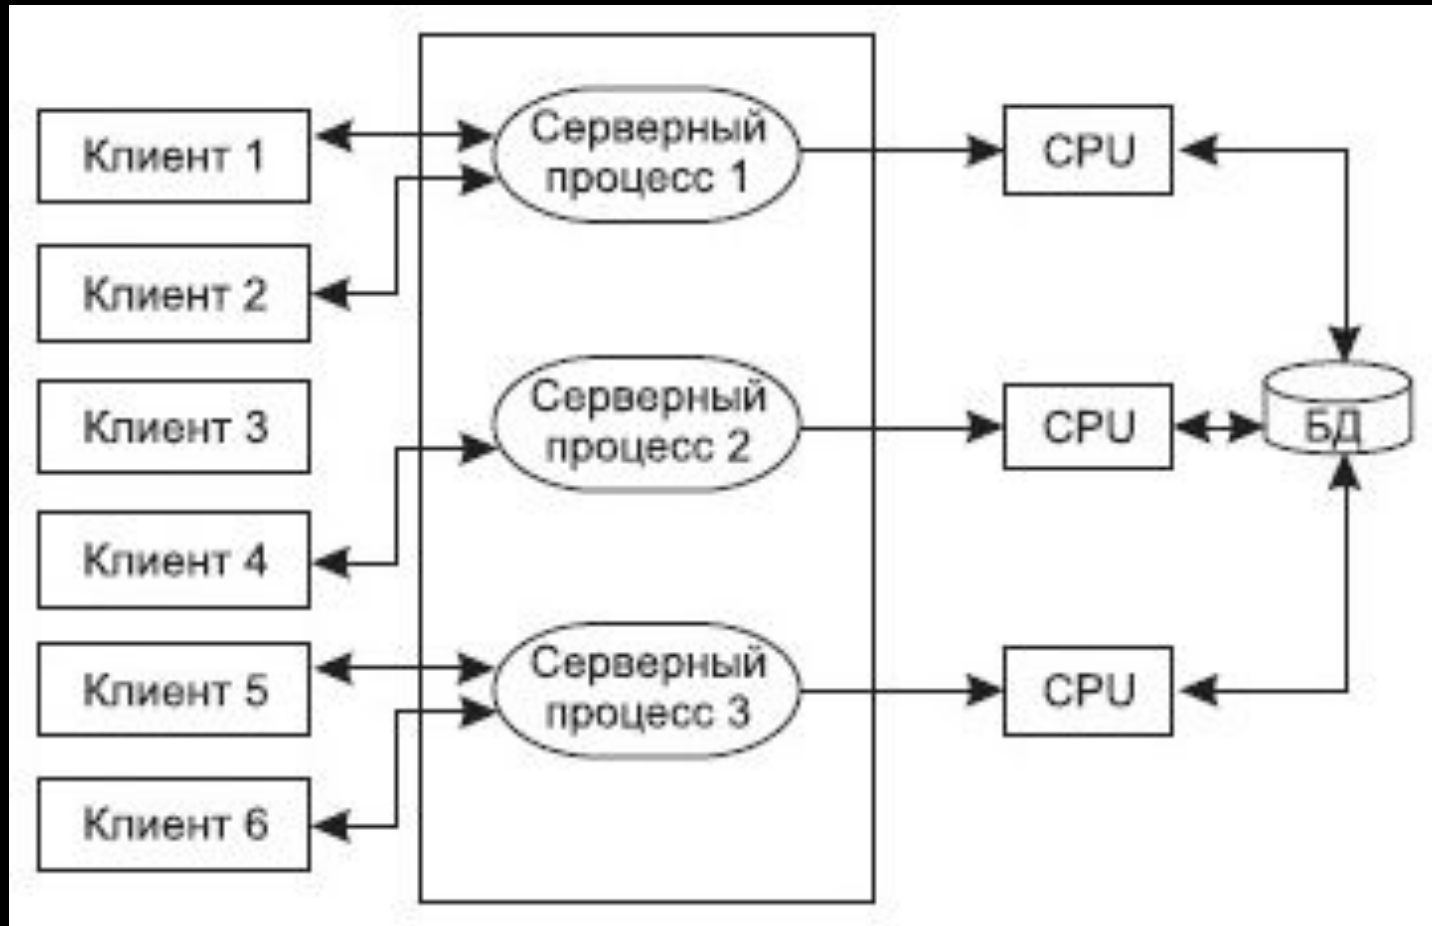 Клиент 1
Клиент 2
Клиент 3
Клиент 4
Клиент 5
Клиент 6
Серверный
процесс 1
Серверный
процесс 2
Серверный
процесс 3
CPU
CPU
CPU
БД